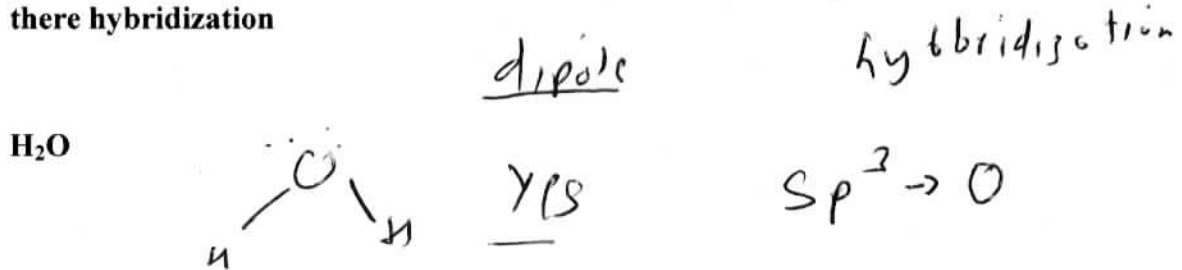 there hybridization
dipole
hytbridization
H₂O
O
H
H
Yes
Sp³ → O